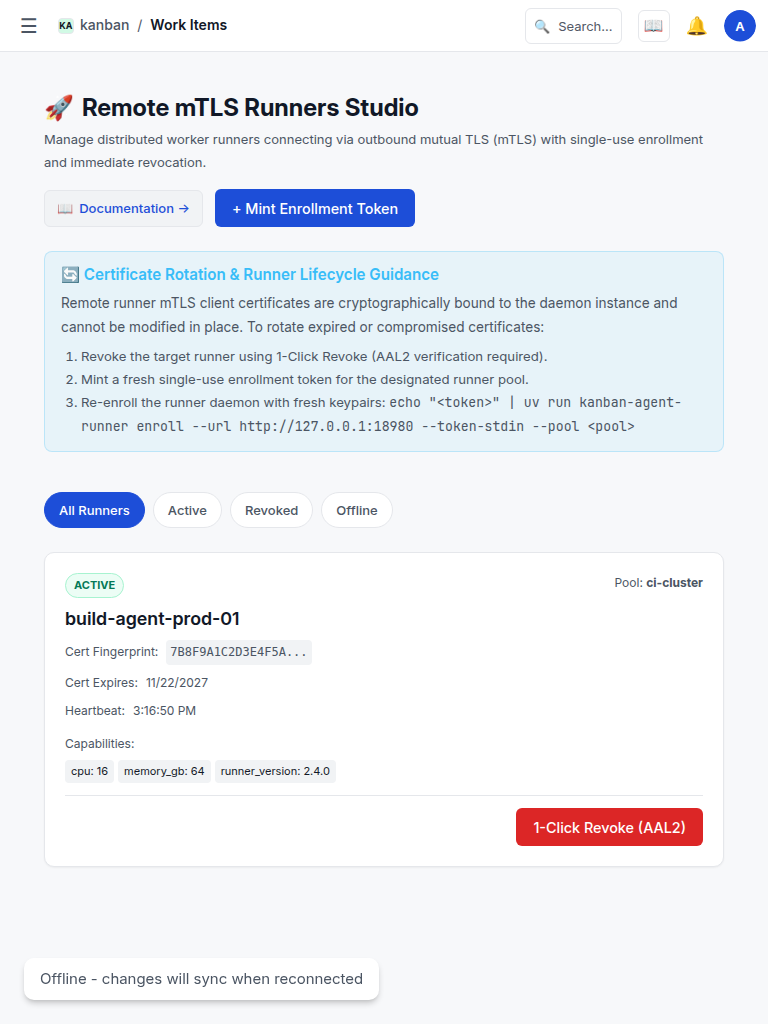 ☰ KA kanban / Work Items 🔍 Search... 📖 🔔 A
🚀 Remote mTLS Runners Studio
Manage distributed worker runners connecting via outbound mutual TLS (mTLS) with single-use enrollment
and immediate revocation.
📖 Documentation → + Mint Enrollment Token
🔄 Certificate Rotation & Runner Lifecycle Guidance
Remote runner mTLS client certificates are cryptographically bound to the daemon instance and
cannot be modified in place. To rotate expired or compromised certificates:
1. Revoke the target runner using 1-Click Revoke (AAL2 verification required).
2. Mint a fresh single-use enrollment token for the designated runner pool.
3. Re-enroll the runner daemon with fresh keypairs: echo "<token>" | uv run kanban-agent-
runner enroll --url http://127.0.0.1:18980 --token-stdin --pool <pool>
All Runners Active Revoked Offline
ACTIVE Pool: ci-cluster
build-agent-prod-01
Cert Fingerprint: 7B8F9A1C2D3E4F5A...
Cert Expires: 11/22/2027
Heartbeat: 3:16:50 PM
Capabilities:
cpu: 16 memory_gb: 64 runner_version: 2.4.0
1-Click Revoke (AAL2)
Offline - changes will sync when reconnected